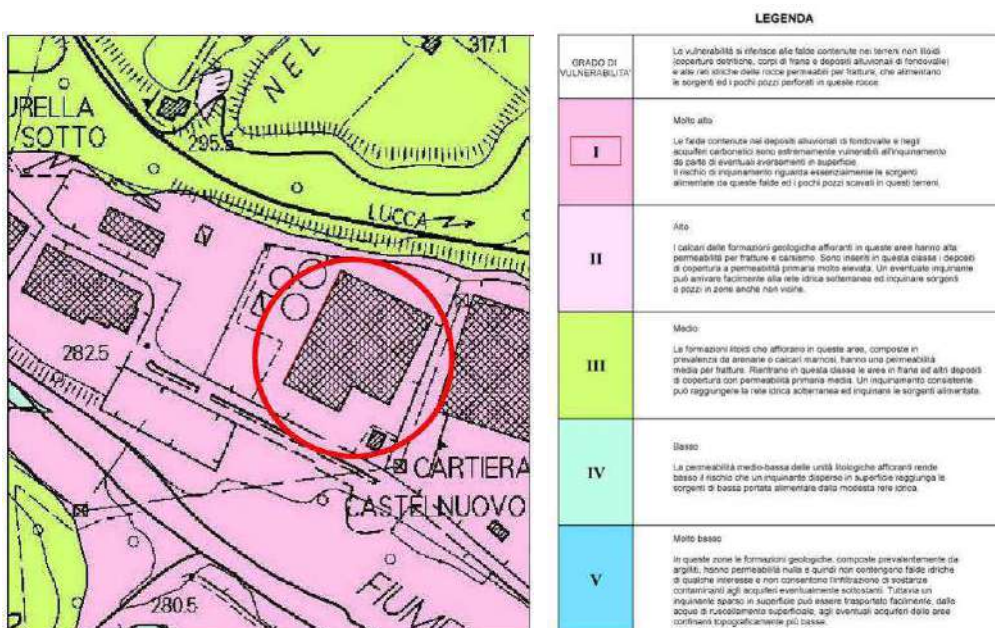 317.1
NEL
URELLA
SOTTO
295.5
LUCCA
282.5
CARTIERA
CASTELNUOVO
FIUME
280.5
LEGENDA
GRADO DI
VULNERABILITA'
Le vulnerabilità si riferisce alle falde contenute nei terreni non litoidi
(coperture detritiche, corpi di frana e depositi alluvionali di fondovalle)
e alle reti idriche delle rocce permeabili per fratture, che alimentano
le sorgenti ed i pochi pozzi perforati in queste rocce.
I
Molto alto
Le falde contenute nei depositi alluvionali di fondovalle e negli
acquiferi carbonatici sono estremamente vulnerabili all'inquinamento
da parte di eventuali sversamenti in superficie.
Il rischio di inquinamento riguarda essenzialmente le sorgenti
alimentate da queste falde ed i pochi pozzi scavati in questi terreni.
II
Alto
I calcari delle formazioni geologiche affioranti in queste aree hanno alta
permeabilità per fratture e carsismo. Sono inseriti in questa classe i depositi
di copertura a permeabilità primaria molto elevata. Un eventuale inquinante
può arrivare facilmente alla rete idrica sotterranea ed inquinare sorgenti
o pozzi in zone anche non vicine.
III
Medio
Le formazioni litoidi che affiorano in queste aree, composte in
prevalenza da arenarie o calcari marnosi, hanno una permeabilità
media per fratture. Rientrano in questa classe le aree in frana ed altri depositi
di copertura con permeabilità primaria media. Un inquinamento consistente
può raggiungere la rete idrica sotterranea ed inquinare le sorgenti alimentate.
IV
Basso
La permeabilità medio-bassa delle unità litologiche affioranti rende
basso il rischio che un inquinante disperso in superficie raggiunga le
sorgenti di bassa portata alimentate dalla modesta rete idrica.
V
Molto basso
In queste zone le formazioni geologiche, composte prevalentemente da
argilliti, hanno permeabilità nulla e quindi non contengono falde idriche
di qualche interesse e non consentono l'infiltrazione di sostanze
contaminanti agli acquiferi eventualmente sottostanti. Tuttavia un
inquinante sparso in superficie può essere trasportato facilmente, dalle
acque di ruscellamento superficiale, agli eventuali acquiferi delle aree
confinanti topograficamente più basse.